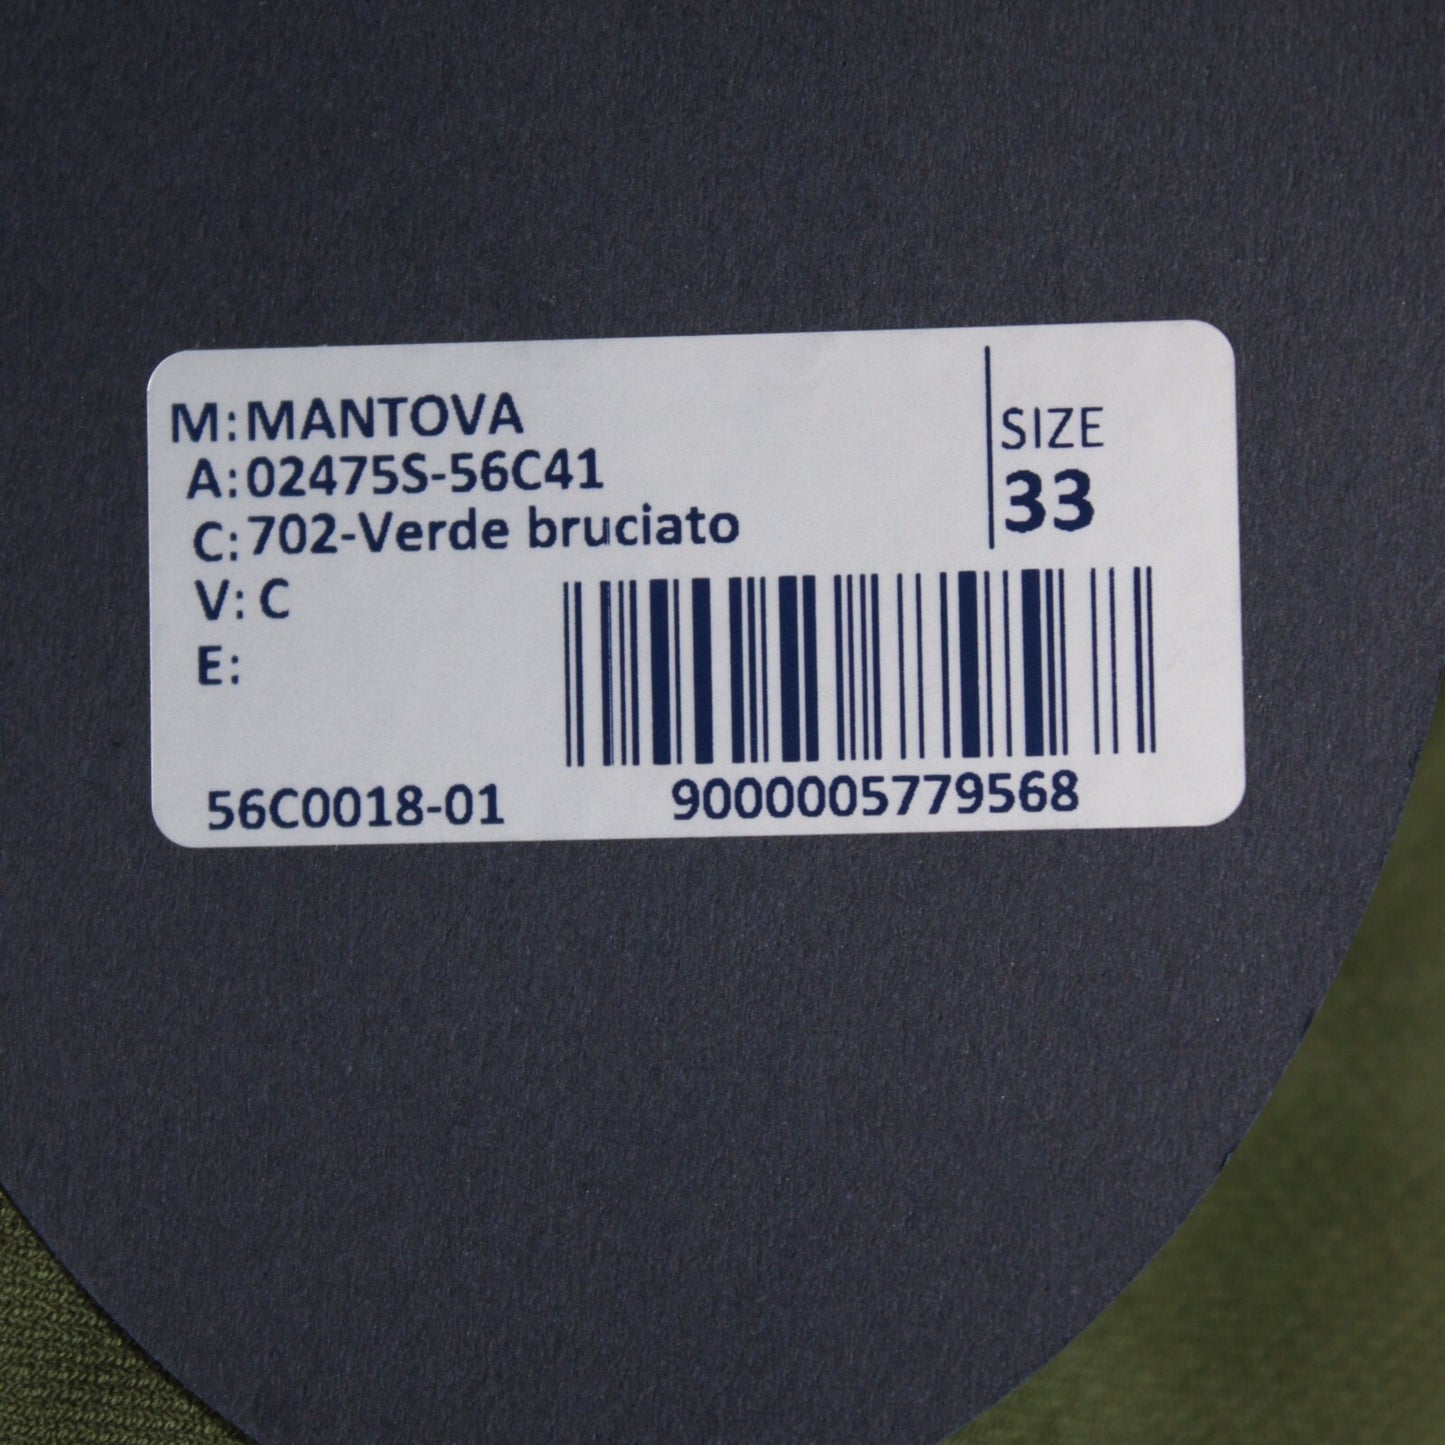 M: MANTOVA
A: 02475S-56C41
C: 702-Verde bruciato
V: C
E:
SIZE
33
56C0018-01
9000005779568